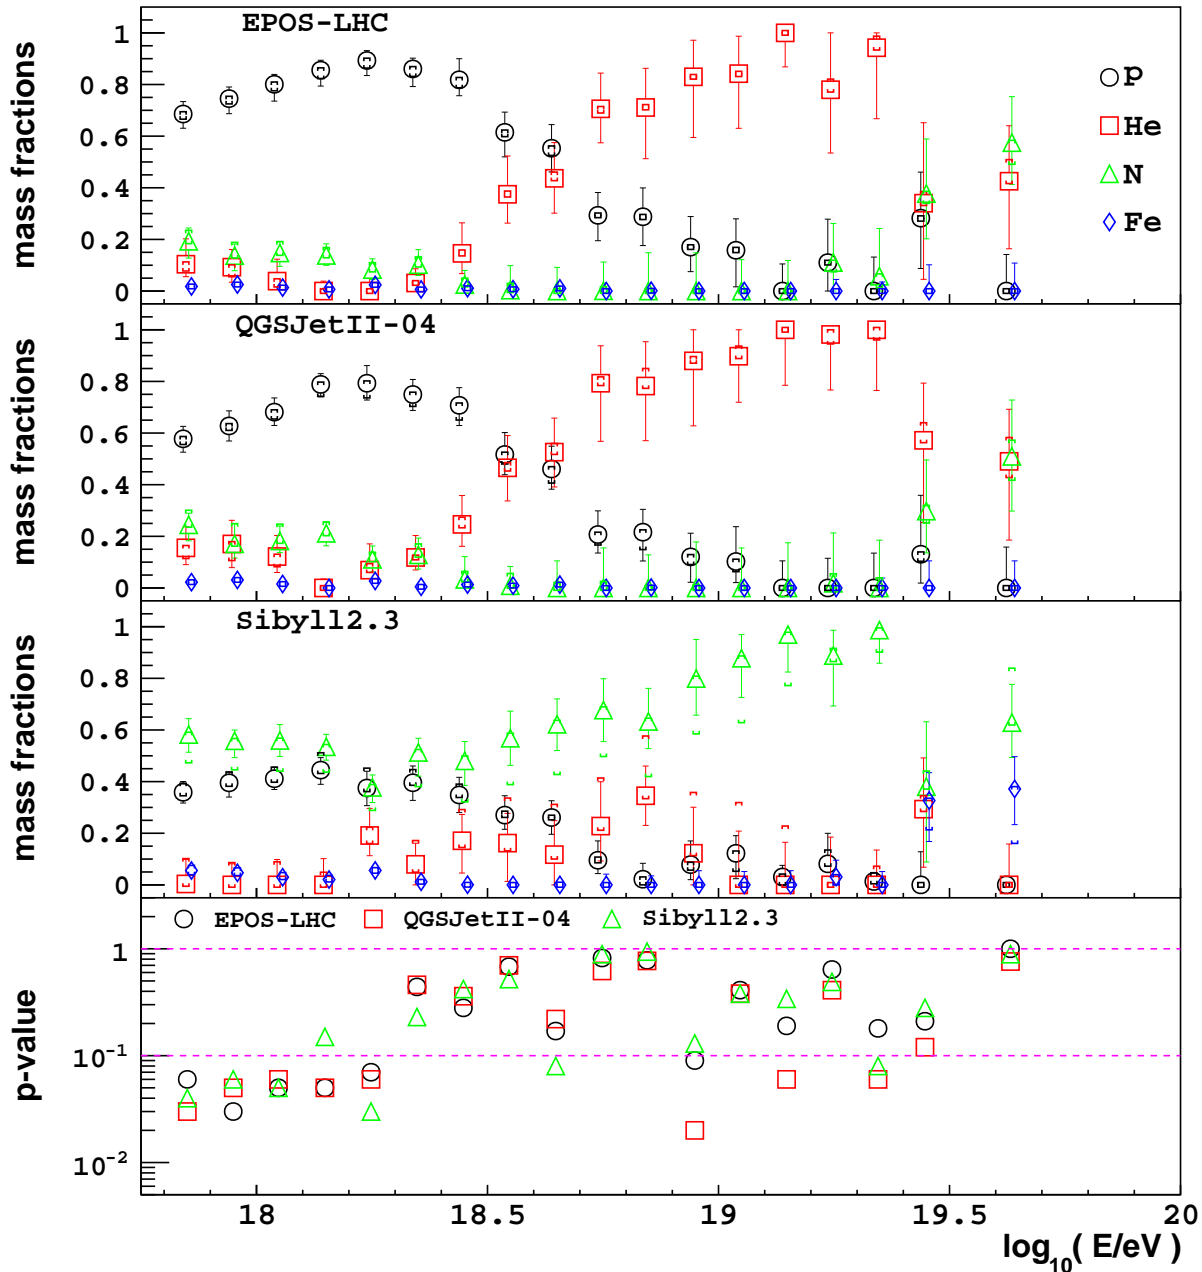 EPOS-LHC
mass fractions
1
0.8
0.6
0.4
0.2
0
p
He
N
Fe
QGSJetII-04
mass fractions
1
0.8
0.6
0.4
0.2
0
Sibyll2.3
mass fractions
1
0.8
0.6
0.4
0.2
0
EPOS-LHC QGSJetII-04 Sibyll2.3
p-value
1
10⁻¹
10⁻²
18 18.5 19 19.5 20
log₁₀( E/eV )